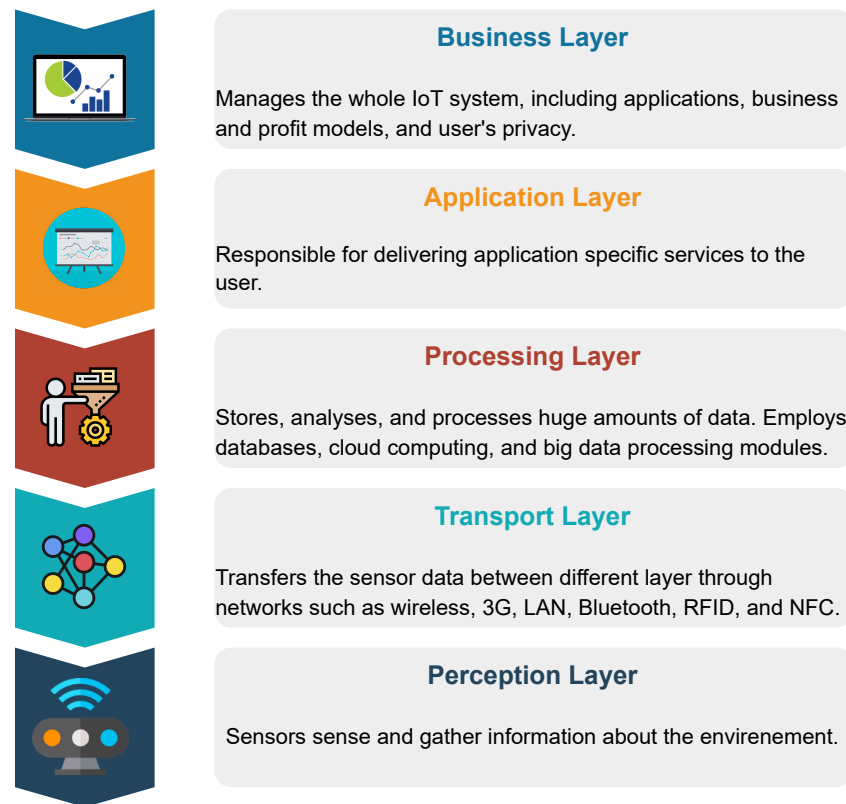 Business Layer
Manages the whole IoT system, including applications, business
and profit models, and user's privacy.
Application Layer
Responsible for delivering application specific services to the
user.
Processing Layer
Stores, analyses, and processes huge amounts of data. Employs
databases, cloud computing, and big data processing modules.
Transport Layer
Transfers the sensor data between different layer through
networks such as wireless, 3G, LAN, Bluetooth, RFID, and NFC.
Perception Layer
Sensors sense and gather information about the envirenement.